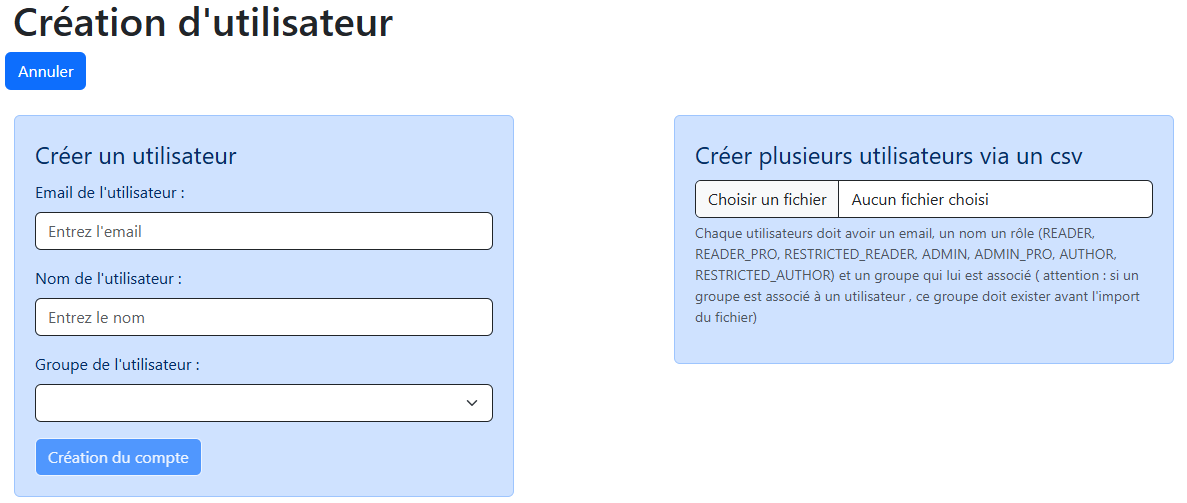 Création d'utilisateur
Annuler
Créer un utilisateur
Email de l'utilisateur :
Entrez l'email
Nom de l'utilisateur :
Entrez le nom
Groupe de l'utilisateur :
Création du compte
Créer plusieurs utilisateurs via un csv
Choisir un fichier Aucun fichier choisi
Chaque utilisateurs doit avoir un email, un nom un rôle (READER,
READER_PRO, RESTRICTED_READER, ADMIN, ADMIN_PRO, AUTHOR,
RESTRICTED_AUTHOR) et un groupe qui lui est associé ( attention : si un
groupe est associé à un utilisateur , ce groupe doit exister avant l'import
du fichier)